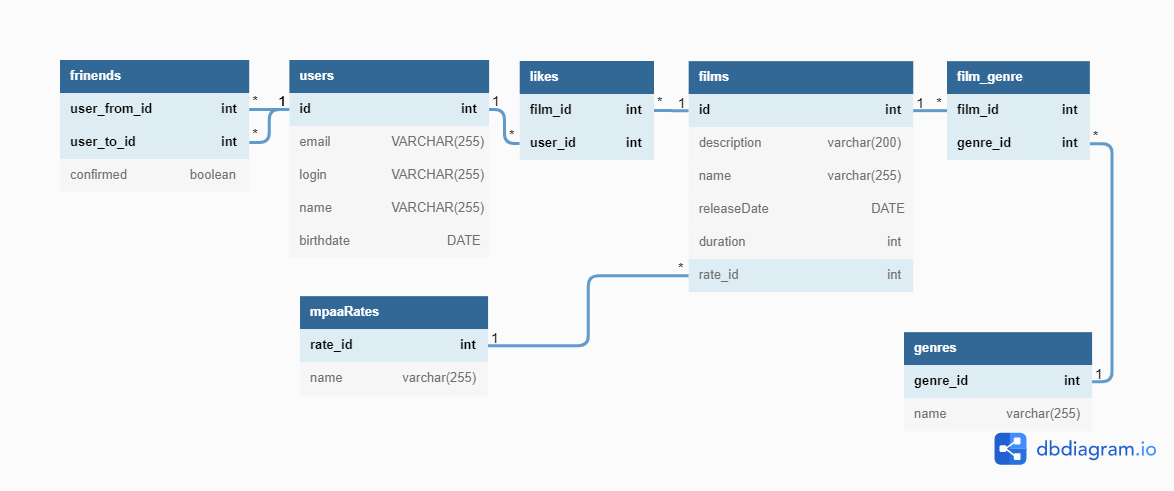 frinends
user_from_id int
user_to_id int
confirmed boolean
* 1
*
users
id int
email VARCHAR(255)
login VARCHAR(255)
name VARCHAR(255)
birthdate DATE
1
*
likes
film_id int
user_id int
* 1
films
id int
description varchar(200)
name varchar(255)
releaseDate DATE
duration int
rate_id int
1 *
*
film_genre
film_id int
genre_id int
*
mpaaRates
rate_id int
name varchar(255)
1
genres
genre_id int
name varchar(255)
1
dbdiagram.io